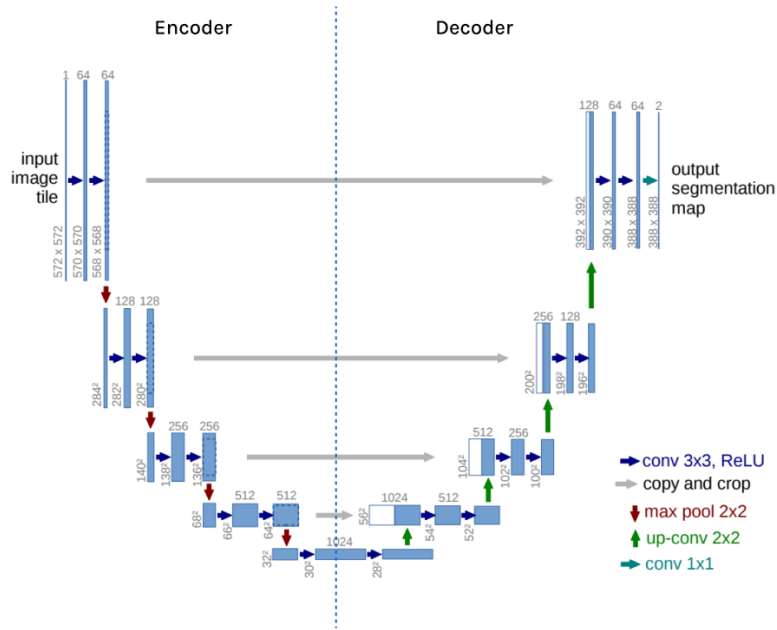 Encoder
Decoder
1 64 64
128 64 64 2
input
image
tile
output
segmentation
map
572 x 572
570 x 570
568 x 568
392 x 392
390 x 390
388 x 388
388 x 388
128 128
256 128
284²
282²
280²
200²
198²
196²
256 256
512 256
140²
138²
136²
104²
102²
100²
512 512
1024 512
68²
66²
64²
56²
54²
52²
1024
32²
30²
28²
conv 3x3, ReLU
copy and crop
max pool 2x2
up-conv 2x2
conv 1x1